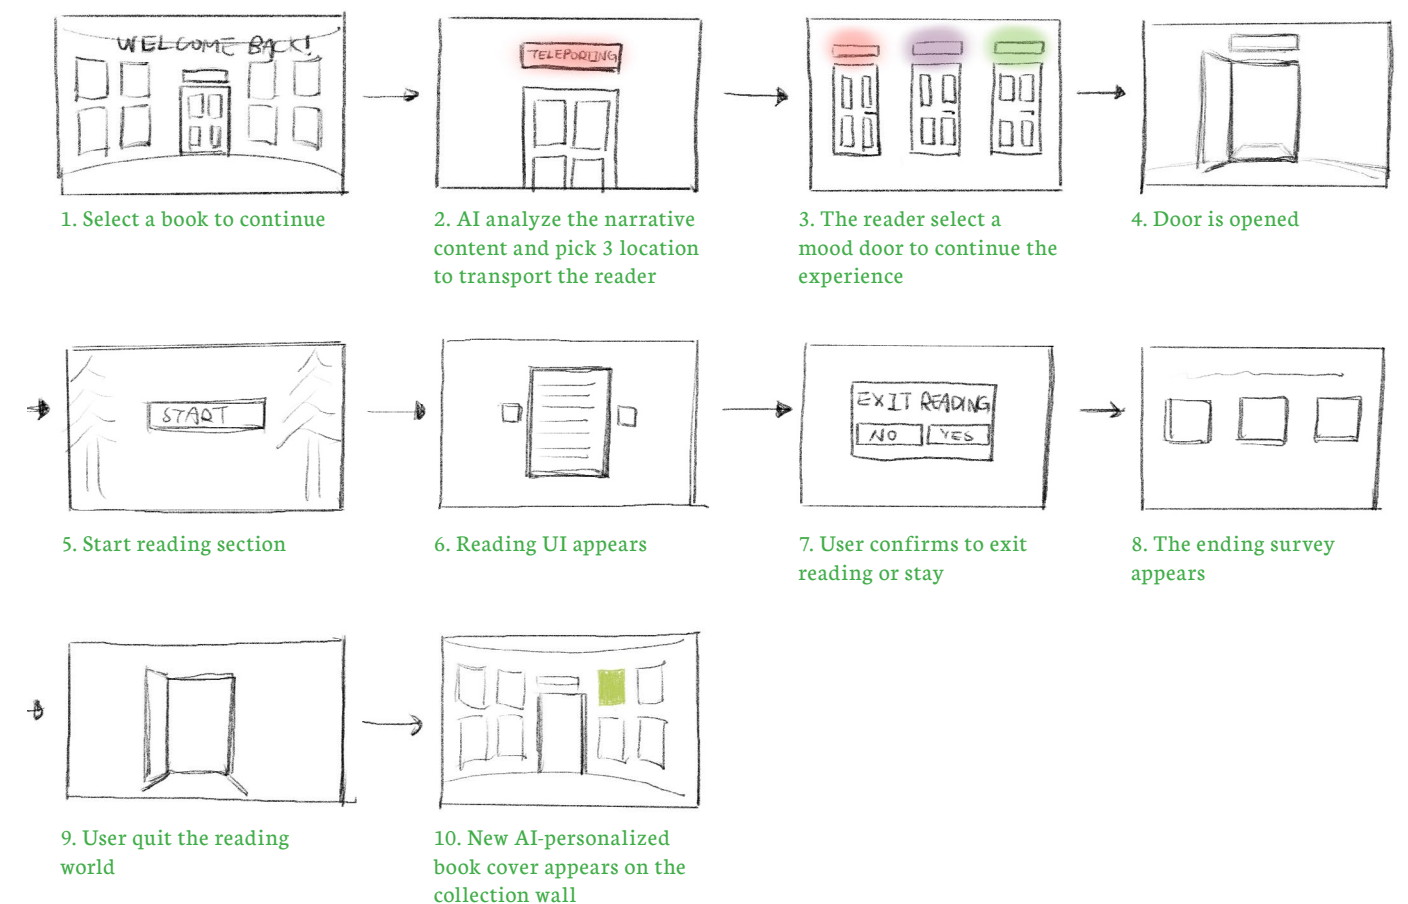 WELCOME BACK!
1. Select a book to continue
TELEPORTING
2. AI analyze the narrative
content and pick 3 location
to transport the reader
3. The reader select a
mood door to continue the
experience
4. Door is opened
START
5. Start reading section
6. Reading UI appears
EXIT READING
NO YES
7. User confirms to exit
reading or stay
8. The ending survey
appears
9. User quit the reading
world
10. New AI-personalized
book cover appears on the
collection wall